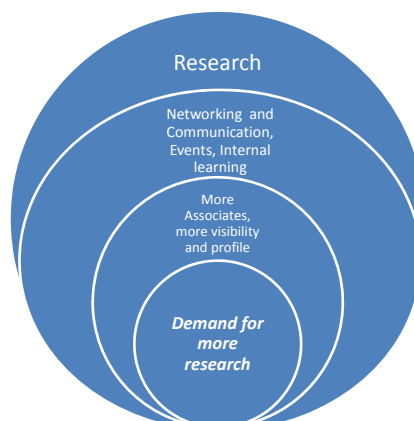 Research
Networking and
Communication,
Events, Internal
learning
More
Associates,
more visibility
and profile
Demand for
more
research